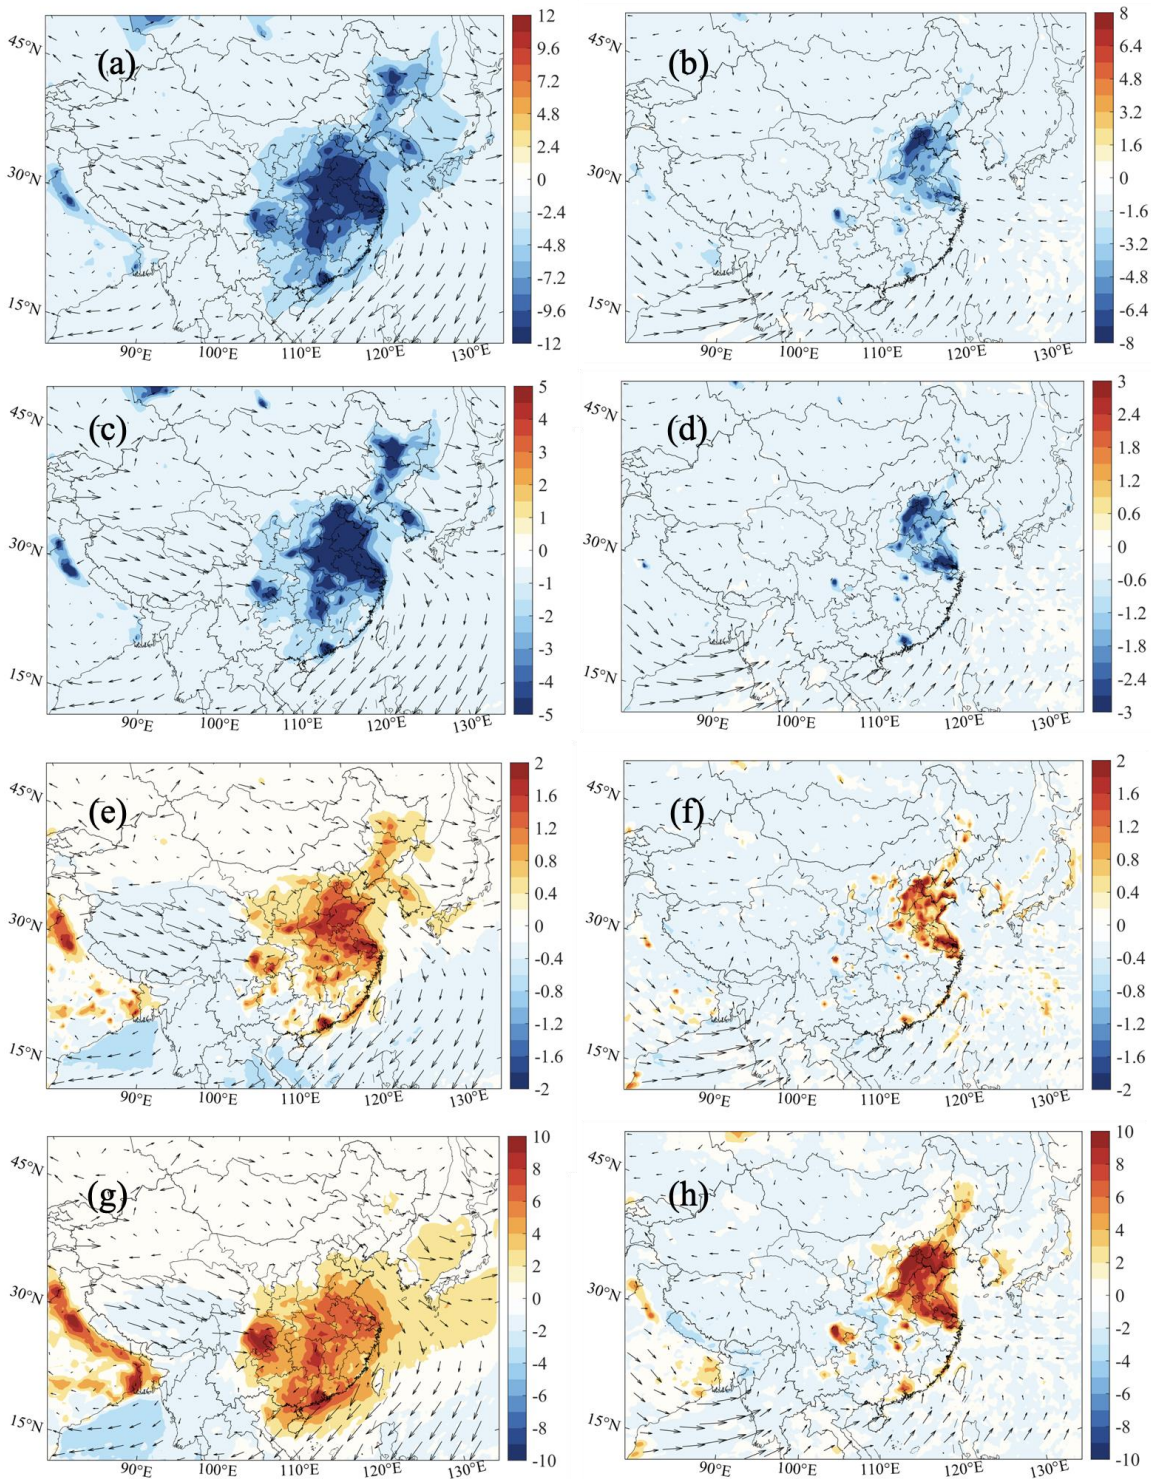 (a)
12
9.6
7.2
4.8
2.4
0
-2.4
-4.8
-7.2
-9.6
-12
45°N
30°N
15°N
90°E 100°E 110°E 120°E 130°E
(b)
8
6.4
4.8
3.2
1.6
0
-1.6
-3.2
-4.8
-6.4
-8
45°N
30°N
15°N
90°E 100°E 110°E 120°E 130°E
(c)
5
4
3
2
1
0
-1
-2
-3
-4
-5
45°N
30°N
15°N
90°E 100°E 110°E 120°E 130°E
(d)
3
2.4
1.8
1.2
0.6
0
-0.6
-1.2
-1.8
-2.4
-3
45°N
30°N
15°N
90°E 100°E 110°E 120°E 130°E
(e)
2
1.6
1.2
0.8
0.4
0
-0.4
-0.8
-1.2
-1.6
-2
45°N
30°N
15°N
90°E 100°E 110°E 120°E 130°E
(f)
2
1.6
1.2
0.8
0.4
0
-0.4
-0.8
-1.2
-1.6
-2
45°N
30°N
15°N
90°E 100°E 110°E 120°E 130°E
(g)
10
8
6
4
2
0
-2
-4
-6
-8
-10
45°N
30°N
15°N
90°E 100°E 110°E 120°E 130°E
(h)
10
8
6
4
2
0
-2
-4
-6
-8
-10
45°N
30°N
15°N
90°E 100°E 110°E 120°E 130°E